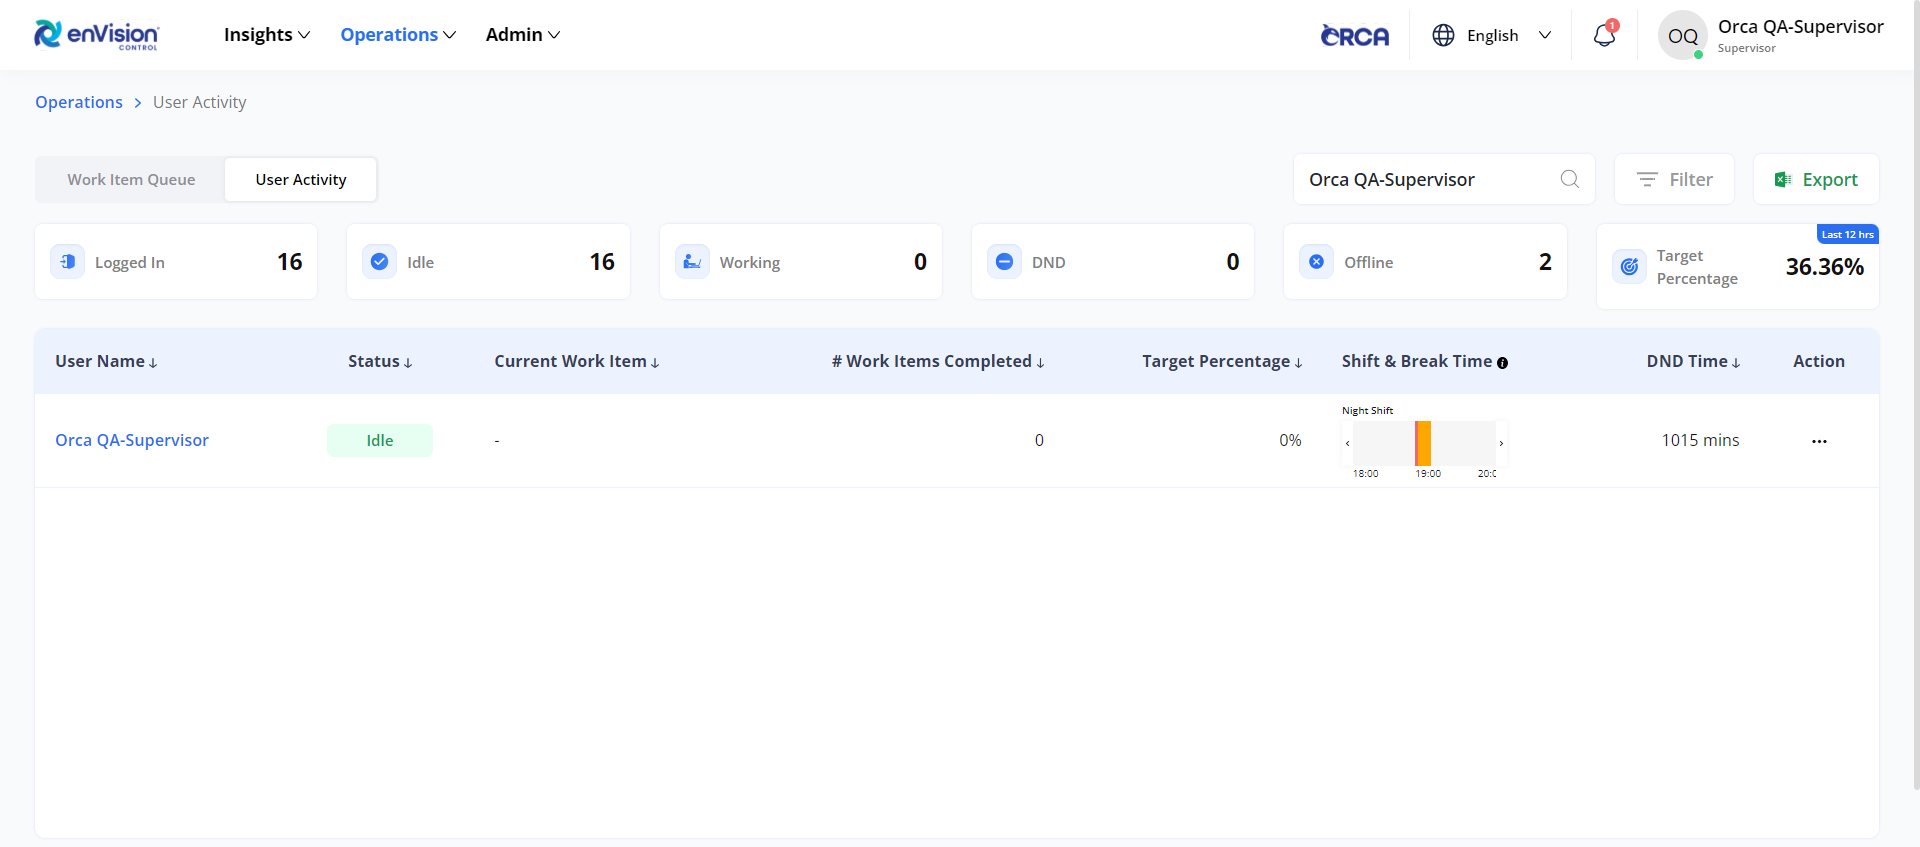 enVision
CONTROL
Insights
Operations
Admin
ORCA
English
1
OQ
Orca QA-Supervisor
Supervisor
Operations > User Activity
Work Item Queue
User Activity
Orca QA-Supervisor
Filter
Export
Logged In 16
Idle 16
Working 0
DND 0
Offline 2
Last 12 hrs
Target
Percentage
36.36%
User Name↓ Status↓ Current Work Item↓ # Work Items Completed↓ Target Percentage↓ Shift & Break Time DND Time↓ Action
Night Shift
Orca QA-Supervisor Idle - 0 0% ‹ › 1015 mins ...
18:00 19:00 20:0